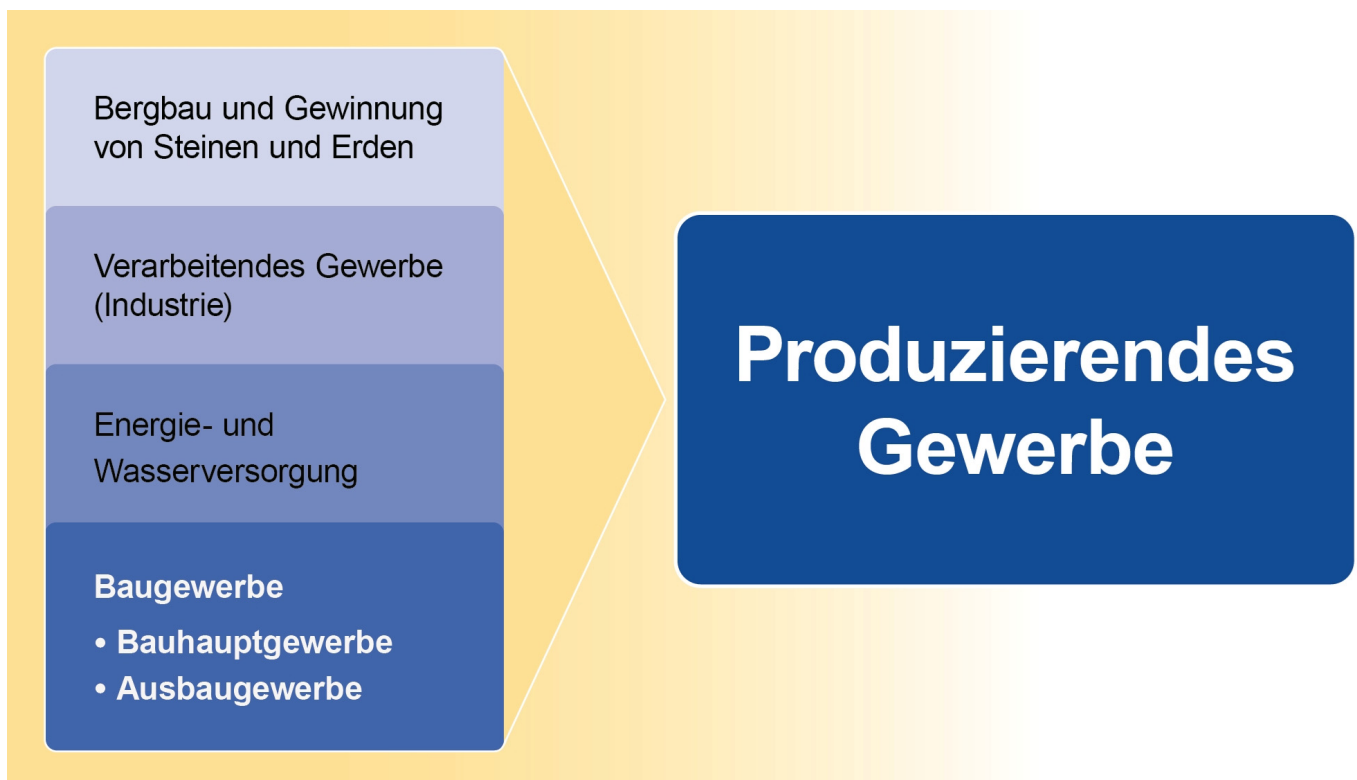 Bergbau und Gewinnung
von Steinen und Erden
Verarbeitendes Gewerbe
(Industrie)
Energie- und
Wasserversorgung
Baugewerbe
• Bauhauptgewerbe
• Ausbaugewerbe
Produzierendes
Gewerbe